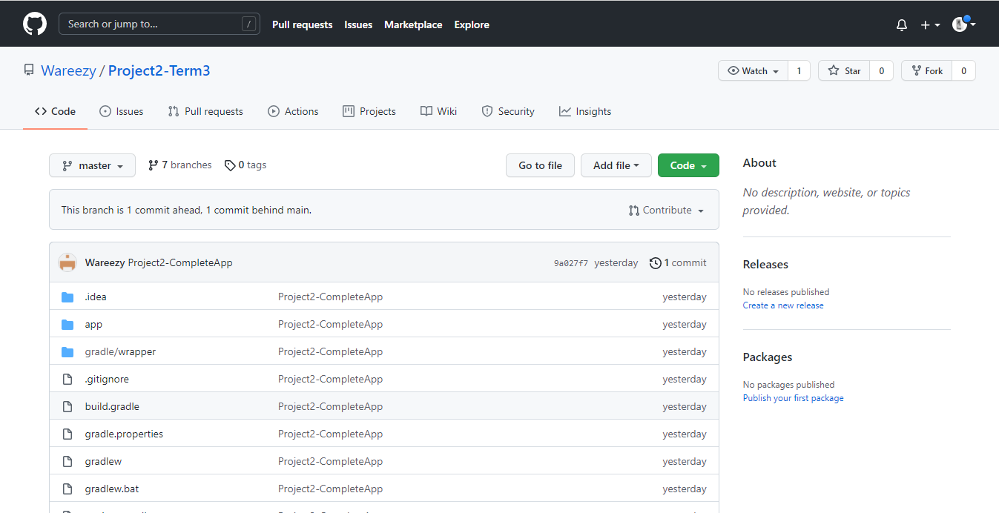 Search or jump to... /
Pull requests Issues Marketplace Explore
Wareezy / Project2-Term3
Watch 1 Star 0 Fork 0
Code Issues Pull requests Actions Projects Wiki Security Insights
master 7 branches 0 tags Go to file Add file Code
This branch is 1 commit ahead, 1 commit behind main. Contribute
Wareezy Project2-CompleteApp 9a027f7 yesterday 1 commit
.idea Project2-CompleteApp yesterday
app Project2-CompleteApp yesterday
gradle/wrapper Project2-CompleteApp yesterday
.gitignore Project2-CompleteApp yesterday
build.gradle Project2-CompleteApp yesterday
gradle.properties Project2-CompleteApp yesterday
gradlew Project2-CompleteApp yesterday
gradlew.bat Project2-CompleteApp yesterday
About
No description, website, or topics
provided.
Releases
No releases published
Create a new release
Packages
No packages published
Publish your first package